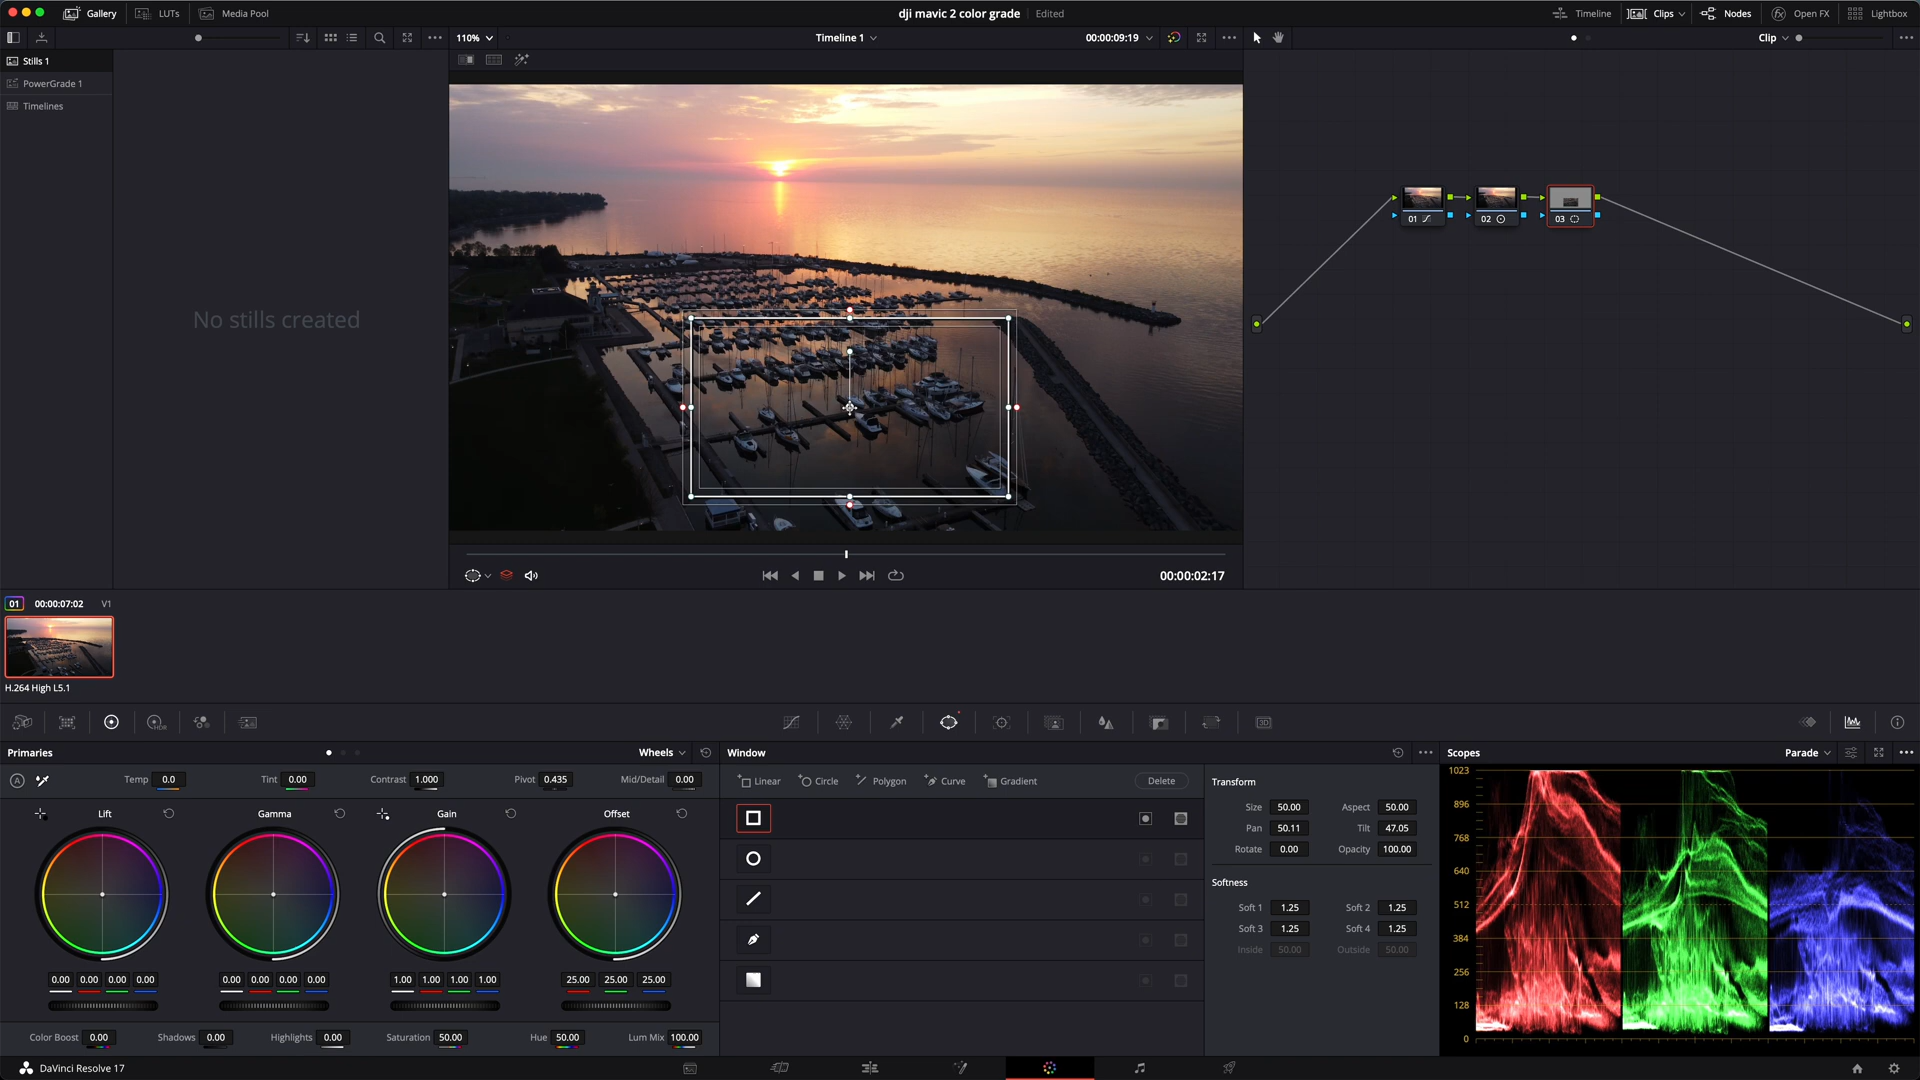 Gallery LUTs Media Pool dji mavic 2 color grade Edited Timeline Clips Nodes Open FX Lightbox
110% Timeline 1 00:00:09:19 Clip
Stills 1
PowerGrade 1
Timelines
No stills created
01 02 03
00:00:02:17
01 00:00:07:02 V1
H.264 High L5.1
HDR 3D
Primaries Wheels Window Scopes Parade
A Temp 0.0 Tint 0.00 Contrast 1.000 Pivot 0.435 Mid/Detail 0.00
Lift Gamma Gain Offset
0.00 0.00 0.00 0.00 0.00 0.00 0.00 0.00 1.00 1.00 1.00 1.00 25.00 25.00 25.00
Color Boost 0.00 Shadows 0.00 Highlights 0.00 Saturation 50.00 Hue 50.00 Lum Mix 100.00
Linear Circle Polygon Curve Gradient Delete
Transform
Size 50.00 Aspect 50.00
Pan 50.11 Tilt 47.05
Rotate 0.00 Opacity 100.00
Softness
Soft 1 1.25 Soft 2 1.25
Soft 3 1.25 Soft 4 1.25
Inside 50.00 Outside 50.00
1023
896
768
640
512
384
256
128
0
DaVinci Resolve 17